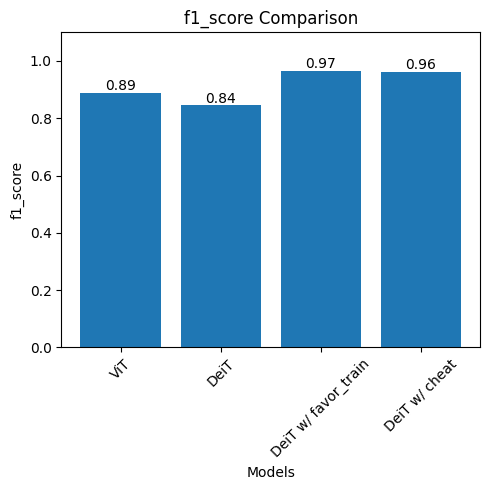 f1_score Comparison
f1_score
1.0
0.8
0.6
0.4
0.2
0.0
0.89
0.84
0.97
0.96
ViT
DeiT
DeiT w/ favor_train
DeiT w/ cheat
Models